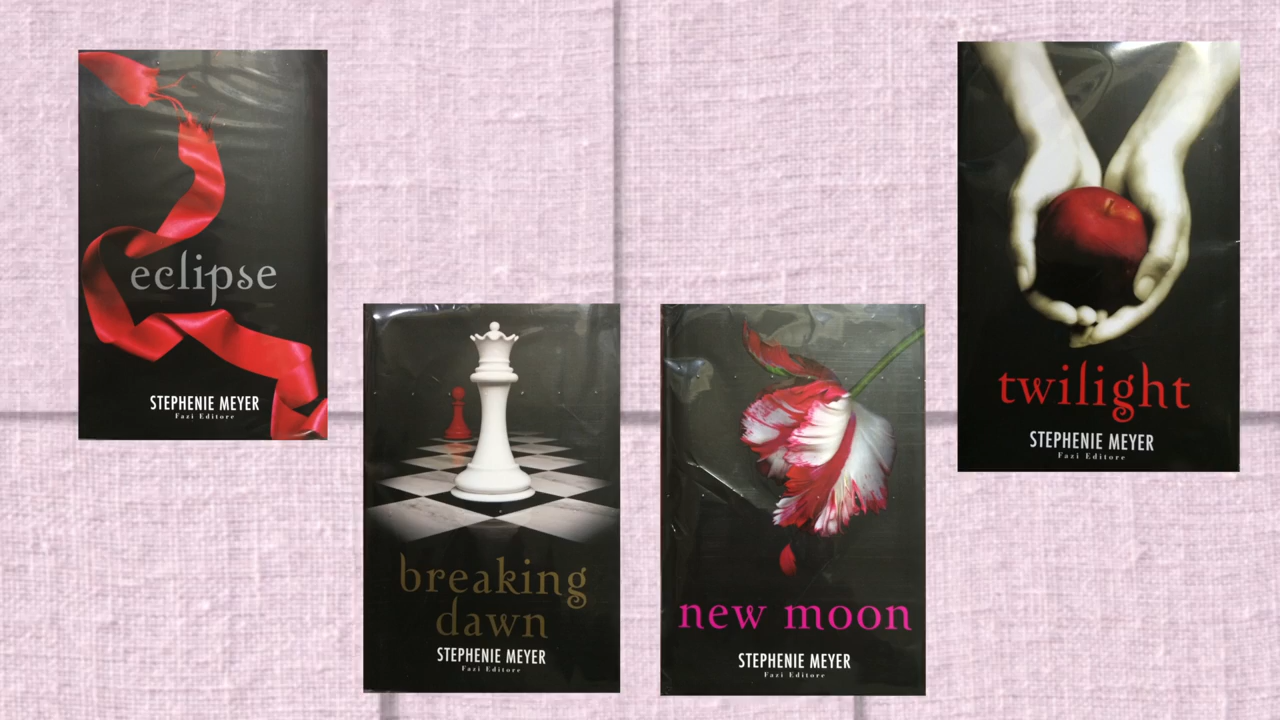 eclipse
STEPHENIE MEYER
Fazi Editore
breaking
dawn
STEPHENIE MEYER
Fazi Editore
new moon
STEPHENIE MEYER
Fazi Editore
twilight
STEPHENIE MEYER
Fazi Editore